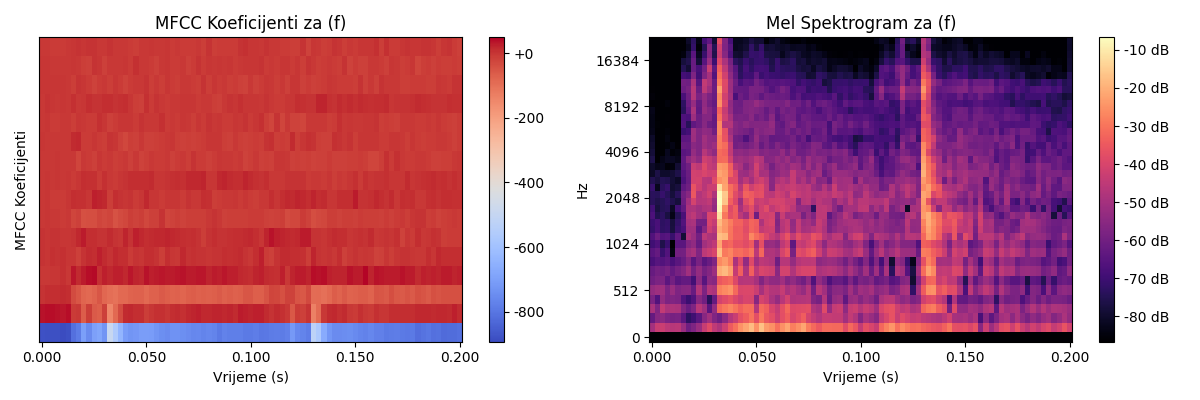 MFCC Koeficijenti za (f)
MFCC Koeficijenti
0.000 0.050 0.100 0.150 0.200
Vrijeme (s)
+0
-200
-400
-600
-800
Mel Spektrogram za (f)
Hz
16384
8192
4096
2048
1024
512
0
0.000 0.050 0.100 0.150 0.200
Vrijeme (s)
-10 dB
-20 dB
-30 dB
-40 dB
-50 dB
-60 dB
-70 dB
-80 dB